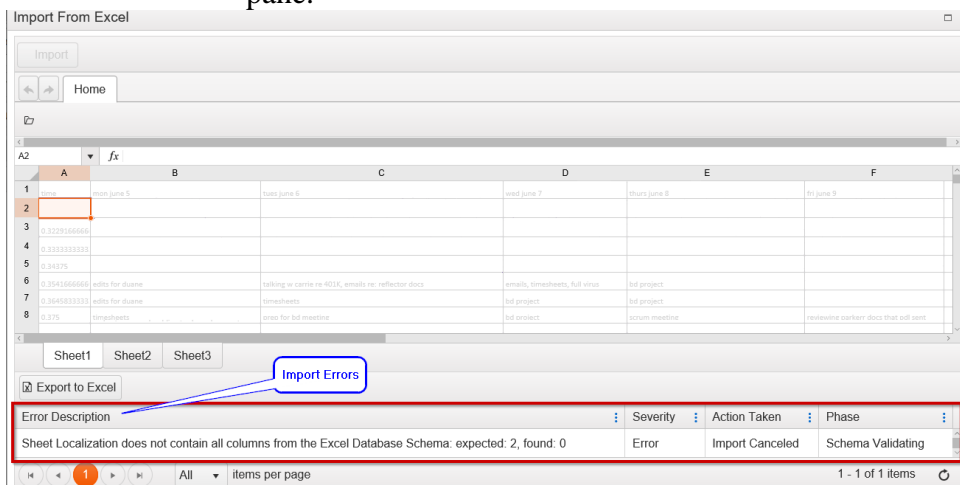 pane.
Import From Excel
Import
Home
A2 fx
A B C D E F
1 time mon june 5 tues june 6 wed june 7 thurs june 8 fri june 9
2
3 0.3229166666
4 0.3333333333
5 0.34375
6 0.3541666666 edits for duane talking w carrie re 401K, emails re: reflector docs emails, timesheets, full virus bd project
7 0.3645833333 edits for duane timesheets bd project bd project
8 0.375 timesheets prep for bd meeting bd project scrum meeting reviewing parkerr docs that pdl sent
Sheet1 Sheet2 Sheet3
Import Errors
Export to Excel
Error Description Severity Action Taken Phase
Sheet Localization does not contain all columns from the Excel Database Schema: expected: 2, found: 0 Error Import Canceled Schema Validating
1 All items per page 1 - 1 of 1 items